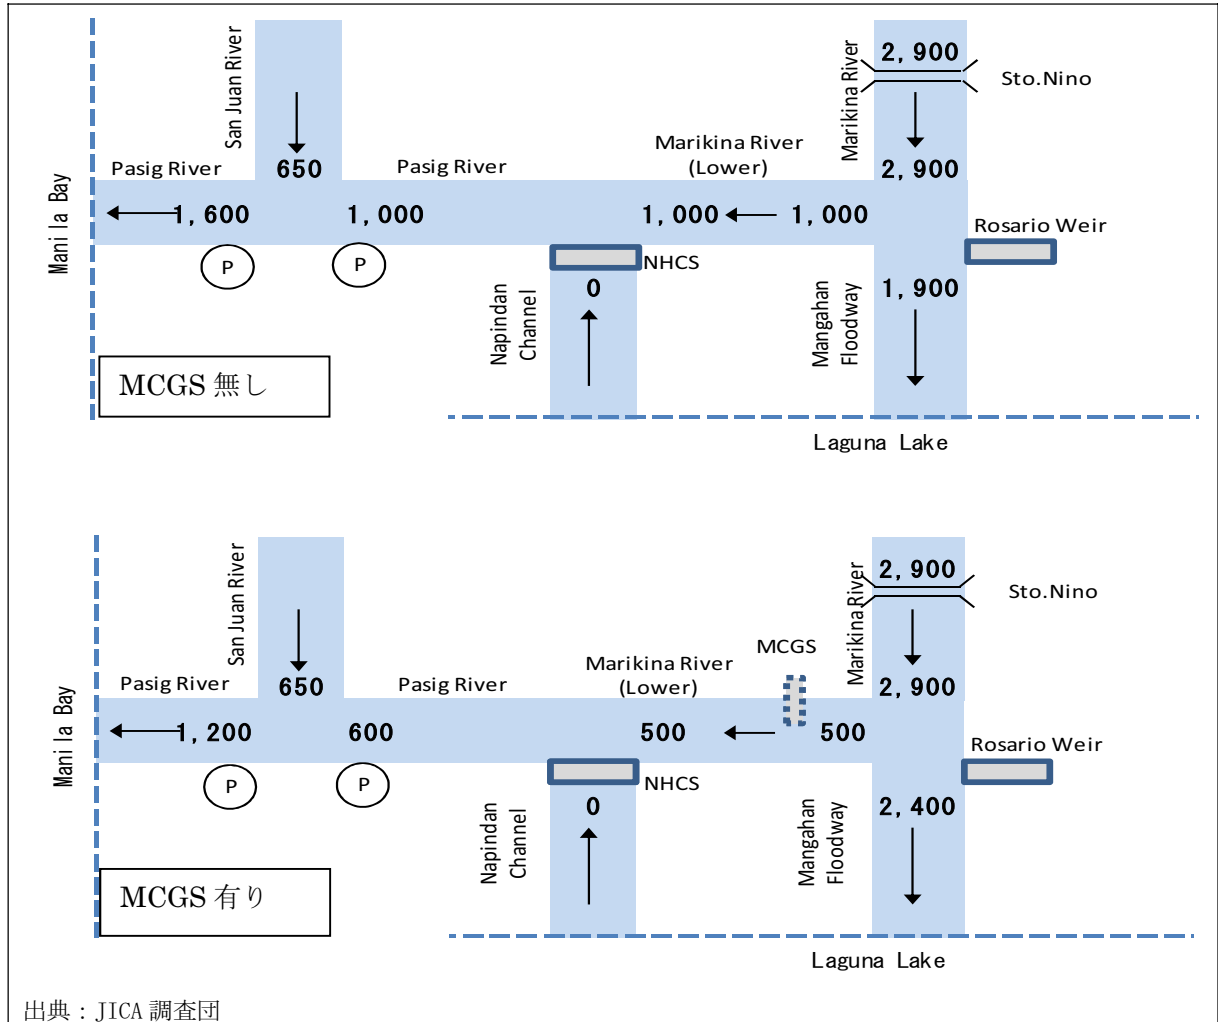 San Juan River
Marikina River
2,900
Sto.Nino
Marikina River
(Lower)
Pasig River
650
Pasig River
2,900
Manila Bay
1,600
1,000
1,000
1,000
Rosario Weir
P
P
NHCS
Napindan
Channel
0
Mangahan
Floodway
1,900
MCGS 無し
Laguna Lake
San Juan River
Marikina River
2,900
Sto.Nino
MCGS
Marikina River
(Lower)
Pasig River
650
Pasig River
2,900
Manila Bay
1,200
600
500
500
Rosario Weir
P
P
NHCS
Napindan
Channel
0
Mangahan
Floodway
2,400
MCGS 有り
Laguna Lake
出典：JICA 調査団